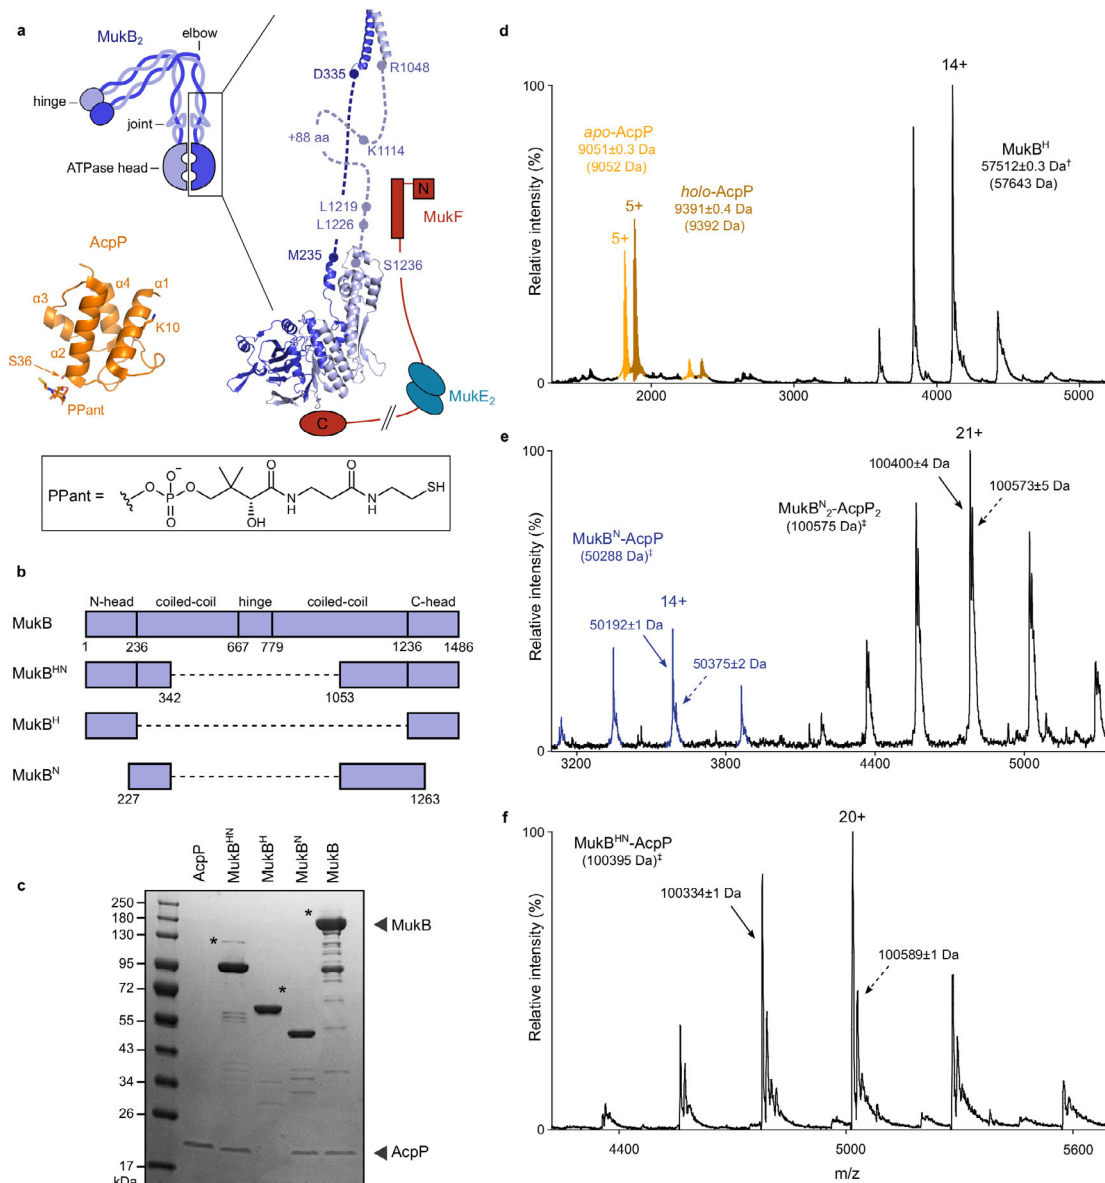 a
MukB₂
elbow
hinge
joint
ATPase head
D335
R1048
+88 aa
K1114
L1219
L1226
M235
S1236
N
MukF
MukE₂
C
AcpP
α3
α4
α1
α2
K10
S36
PPant
PPant =
O
O⁻
P
O
O
OH
O
N
H
O
N
H
SH
b
N-head coiled-coil hinge coiled-coil C-head
MukB
1 236 667 779 1236 1486
MukBᴴᴺ
342 1053
MukBᴴ
MukBᴺ
227 1263
c
AcpP
MukBᴴᴺ
MukBᴴ
MukBᴺ
MukB
250
180
130
95
72
55
43
34
26
17
kDa
*
*
*
MukB
AcpP
d
Relative intensity (%)
100
0
apo-AcpP
9051±0.3 Da
(9052 Da)
5+
holo-AcpP
9391±0.4 Da
(9392 Da)
5+
14+
MukBᴴ
57512±0.3 Da†
(57643 Da)
2000 3000 4000 5000
e
Relative intensity (%)
100
0
MukBᴺ-AcpP
(50288 Da)‡
14+
50192±1 Da
50375±2 Da
21+
100400±4 Da
100573±5 Da
MukBᴺ₂-AcpP₂
(100575 Da)‡
3200 3800 4400 5000
f
Relative intensity (%)
100
0
MukBᴴᴺ-AcpP
(100395 Da)‡
20+
100334±1 Da
100589±1 Da
4400 5000 5600
m/z